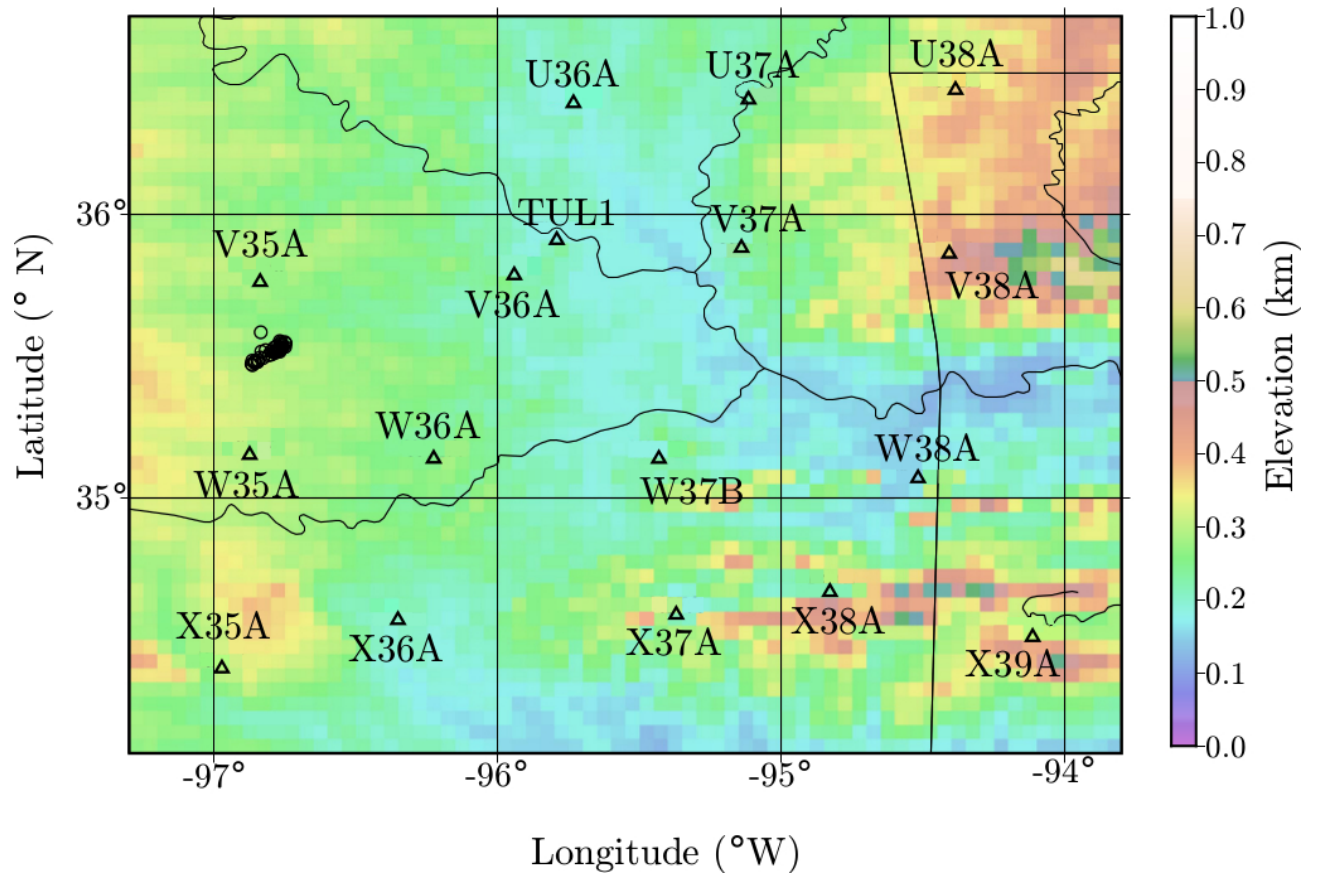 U36A
U37A
U38A
36°
TUL1
V37A
V35A
V36A
V38A
W36A
W38A
W35A
W37B
35°
X35A
X36A
X37A
X38A
X39A
-97°
-96°
-95°
-94°
Longitude (°W)
Latitude (° N)
1.0
0.9
0.8
0.7
0.6
0.5
0.4
0.3
0.2
0.1
0.0
Elevation (km)